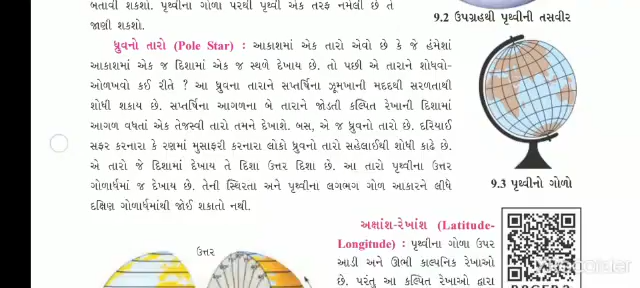 બતાવી શકશો. પૃથ્વીના ગોળા પરથી પૃથ્વી એક તરફ નમેલી છે તે
જાણી શકશો.
9.2 ઉપગ્રહથી પૃથ્વીની તસવીર
ધ્રુવનો તારો (Pole Star) : આકાશમાં એક તારો એવો છે કે જે હંમેશાં
આકાશમાં એક જ દિશામાં એક જ સ્થળે દેખાય છે. તો પછી એ તારાને શોધવો-
ઓળખવો કઈ રીતે ? આ ધ્રુવના તારાને સપ્તર્ષિના ઝૂમખાની મદદથી સરળતાથી
શોધી શકાય છે. સપ્તર્ષિના આગળના બે તારાને જોડતી કલ્પિત રેખાની દિશામાં
આગળ વધતાં એક તેજસ્વી તારો તમને દેખાશે. બસ, એ જ ધ્રુવનો તારો છે. દરિયાઈ
સફર કરનારા કે રણમાં મુસાફરી કરનારા લોકો ધ્રુવનો તારો સહેલાઈથી શોધી કાઢે છે.
એ તારો જે દિશામાં દેખાય તે દિશા ઉત્તર દિશા છે. આ તારો પૃથ્વીના ઉત્તર
ગોળાર્ધમાં જ દેખાય છે. તેની સ્થિરતા અને પૃથ્વીના લગભગ ગોળ આકારને લીધે
દક્ષિણ ગોળાર્ધમાંથી જોઈ શકાતો નથી.
9.3 પૃથ્વીનો ગોળો
અક્ષાંશ-રેખાંશ (Latitude-
Longitude) : પૃથ્વીના ગોળા ઉપર
આડી અને ઊભી કાલ્પનિક રેખાઓ
છે. પરંતુ આ કલ્પિત રેખાઓ દ્વારા
ઉત્તર